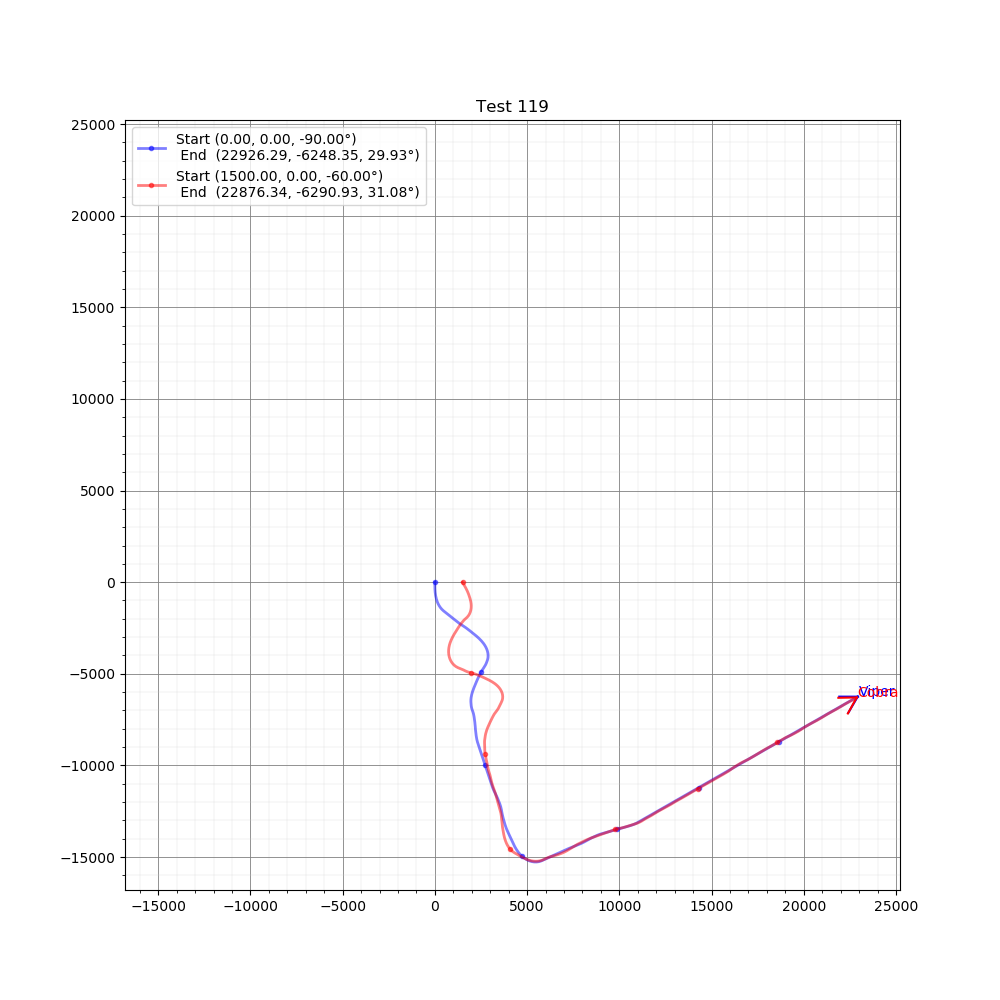 Test 119
Start (0.00, 0.00, -90.00°)
End (22926.29, -6248.35, 29.93°)
Start (1500.00, 0.00, -60.00°)
End (22876.34, -6290.93, 31.08°)
25000
20000
15000
10000
5000
0
−5000
−10000
−15000
Viper
Cobra
−15000 −10000 −5000 0 5000 10000 15000 20000 25000